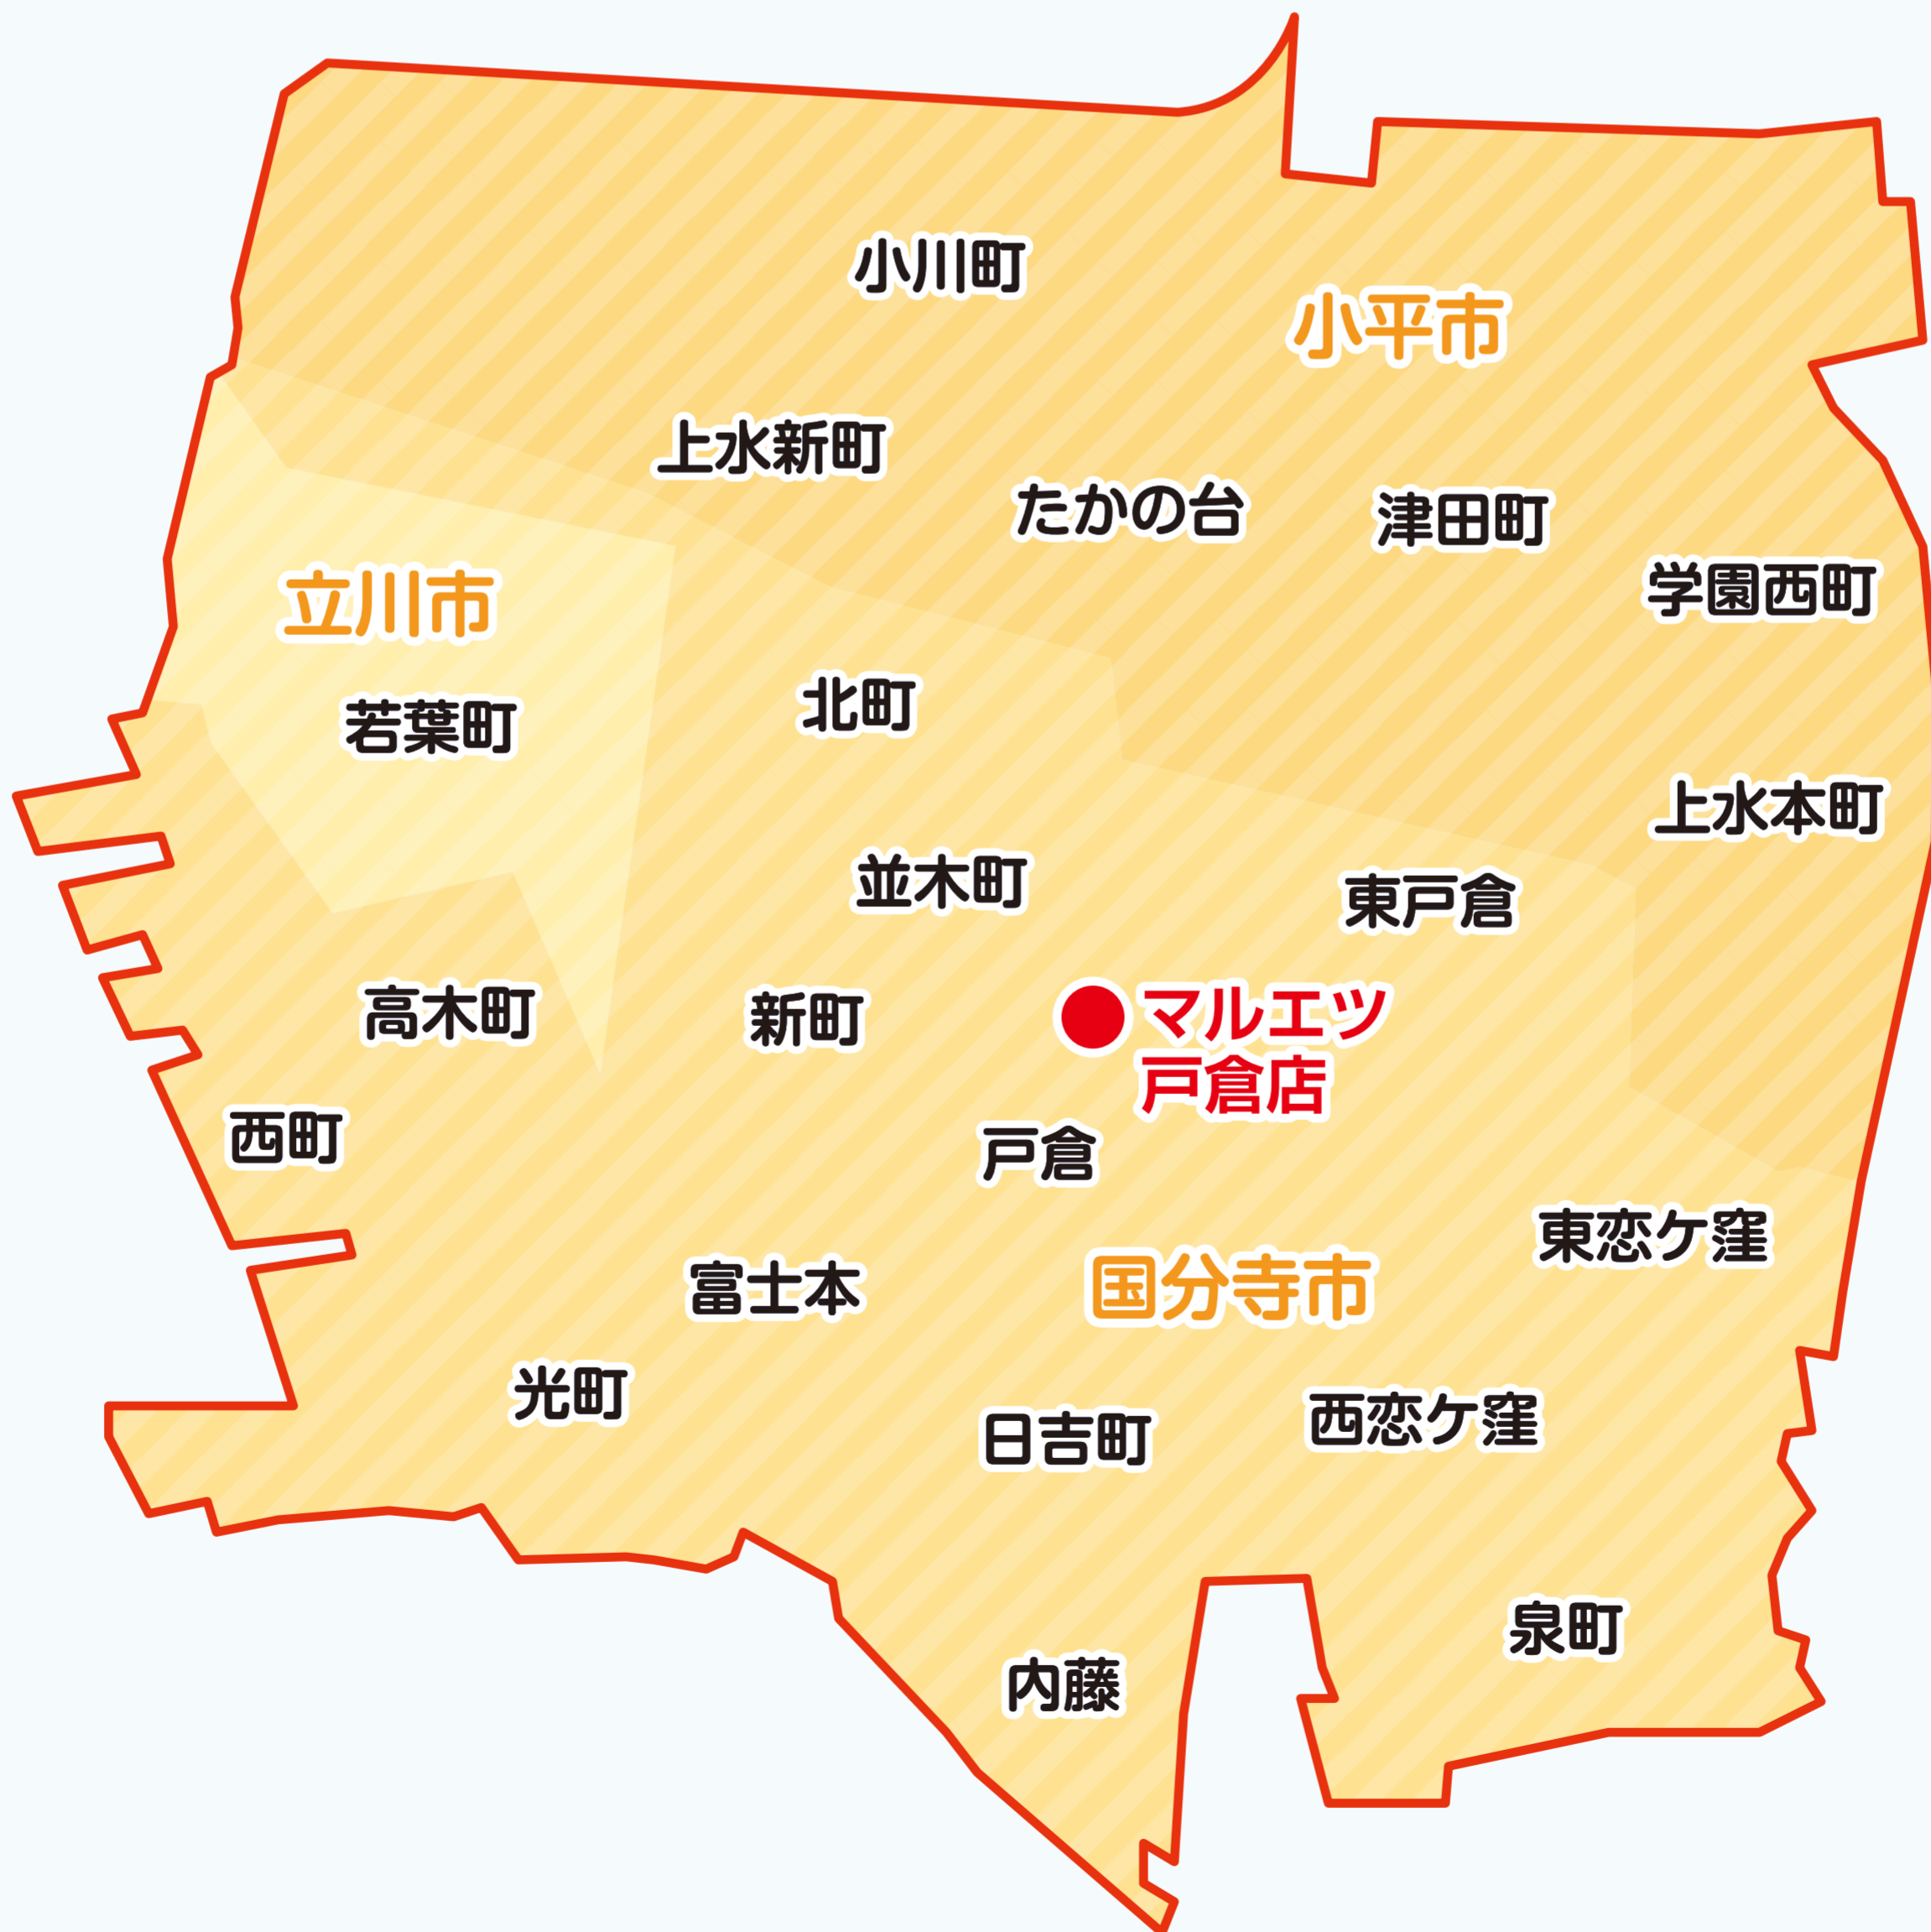 小川町
小平市
上水新町
たかの台
津田町
学園西町
立川市
若葉町
北町
上水本町
並木町
東戸倉
高木町
新町
マルエツ
戸倉店
西町
戸倉
東恋ケ窪
富士本
国分寺市
光町
日吉町
西恋ケ窪
泉町
内藤